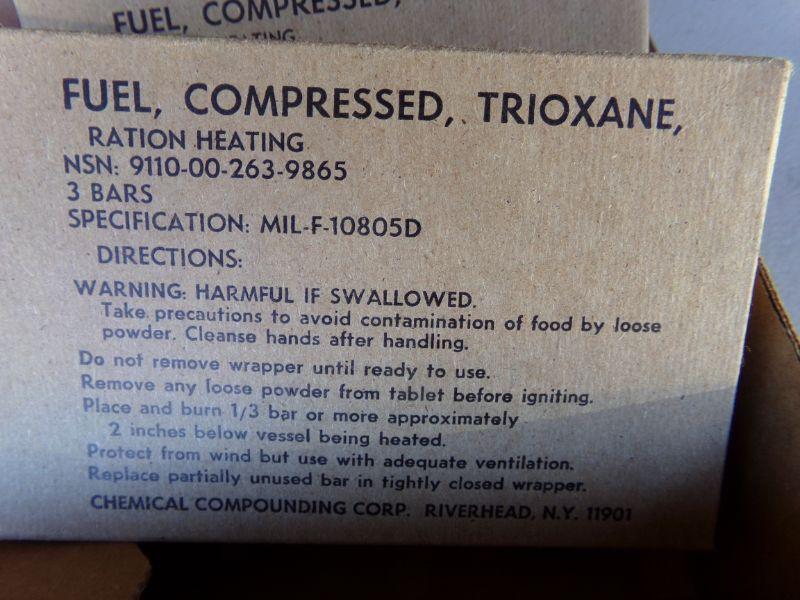 FUEL, COMPRESSED,
FUEL, COMPRESSED, TRIOXANE,
RATION HEATING
NSN: 9110-00-263-9865
3 BARS
SPECIFICATION: MIL-F-10805D
DIRECTIONS:
WARNING: HARMFUL IF SWALLOWED.
Take precautions to avoid contamination of food by loose
powder. Cleanse hands after handling.
Do not remove wrapper until ready to use.
Remove any loose powder from tablet before igniting.
Place and burn 1/3 bar or more approximately
2 inches below vessel being heated.
Protect from wind but use with adequate ventilation.
Replace partially unused bar in tightly closed wrapper.
CHEMICAL COMPOUNDING CORP. RIVERHEAD, N.Y. 11901